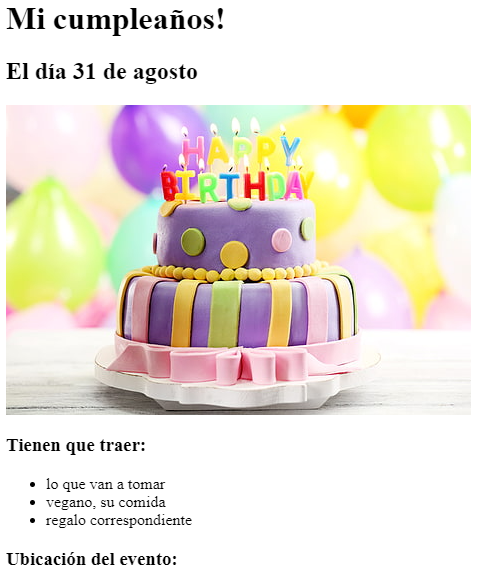 Mi cumpleaños!
El día 31 de agosto
HAPPY
BIRTHDAY
Tienen que traer:
lo que van a tomar
vegano, su comida
regalo correspondiente
Ubicación del evento: